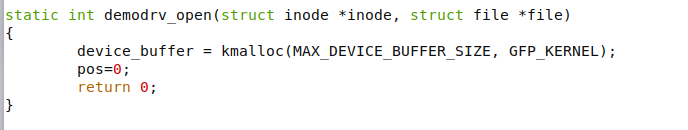 static int demodrv_open(struct inode *inode, struct file *file)
{
        device_buffer = kmalloc(MAX_DEVICE_BUFFER_SIZE, GFP_KERNEL);
        pos=0;
        return 0;
}